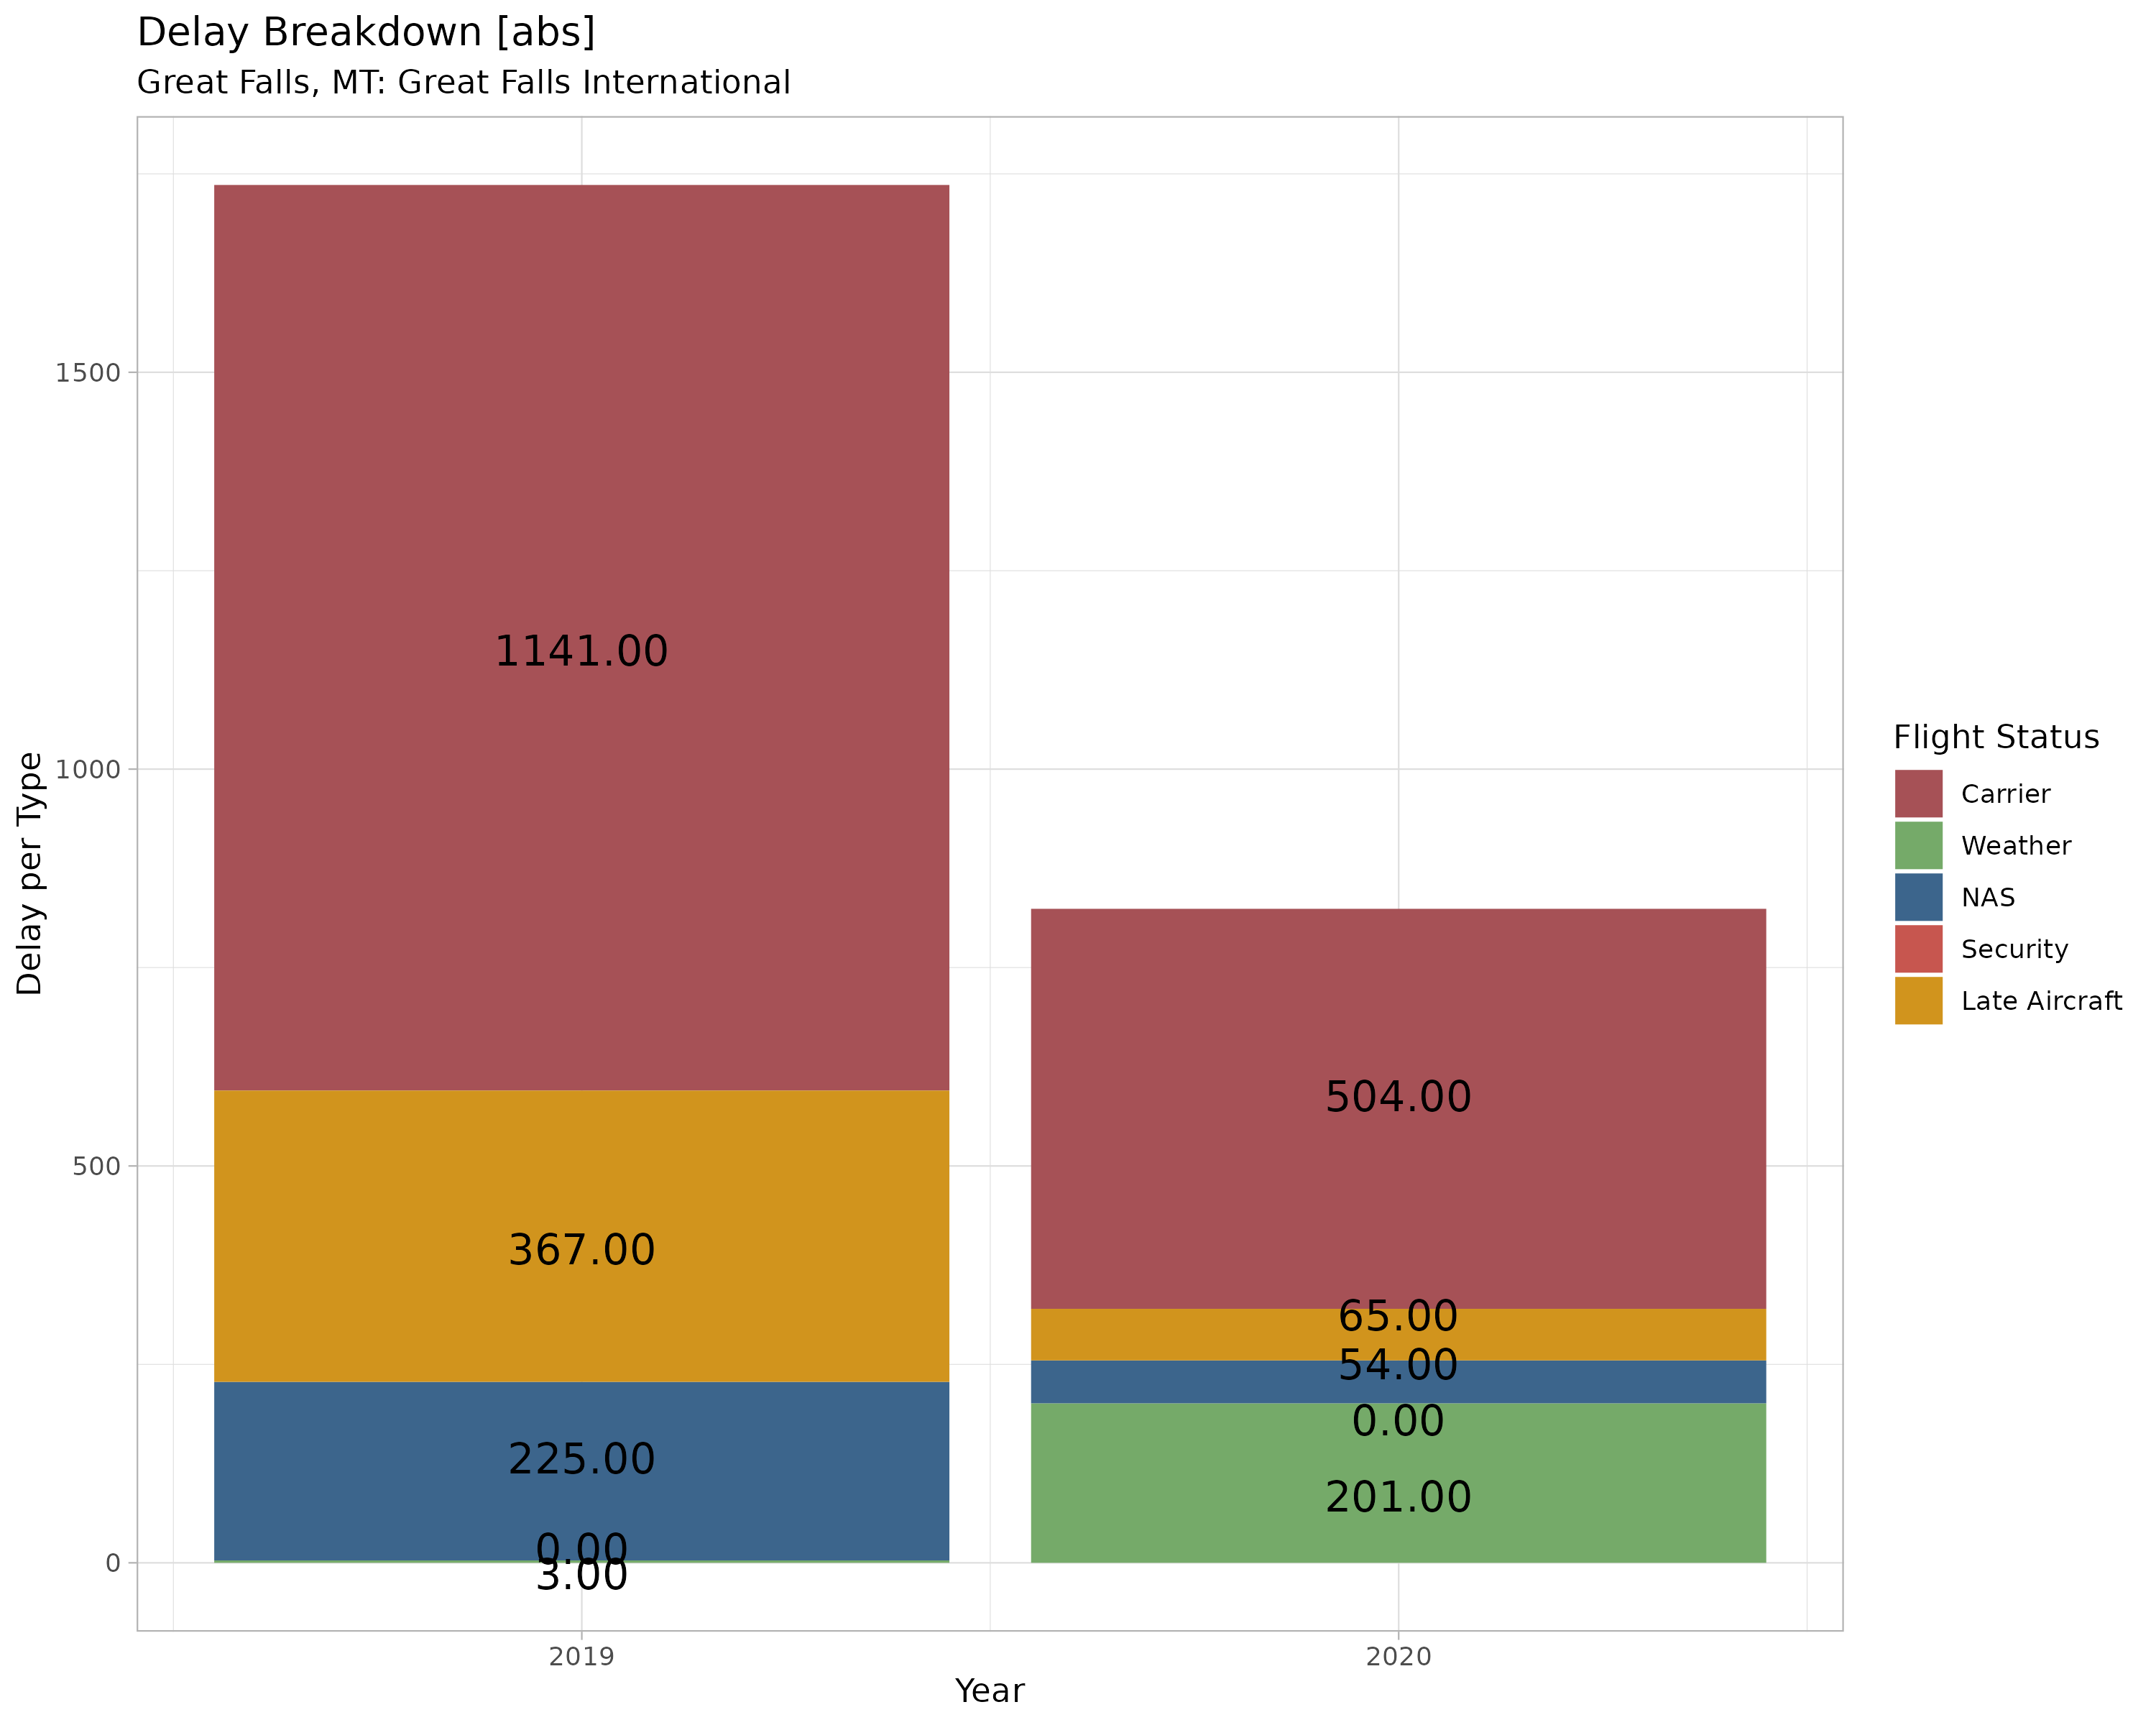 Delay Breakdown [abs]
Great Falls, MT: Great Falls International
Delay per Type
1500
1000
500
0
1141.00
367.00
225.00
0.00
3.00
504.00
65.00
54.00
0.00
201.00
2019
2020
Year
Flight Status
Carrier
Weather
NAS
Security
Late Aircraft